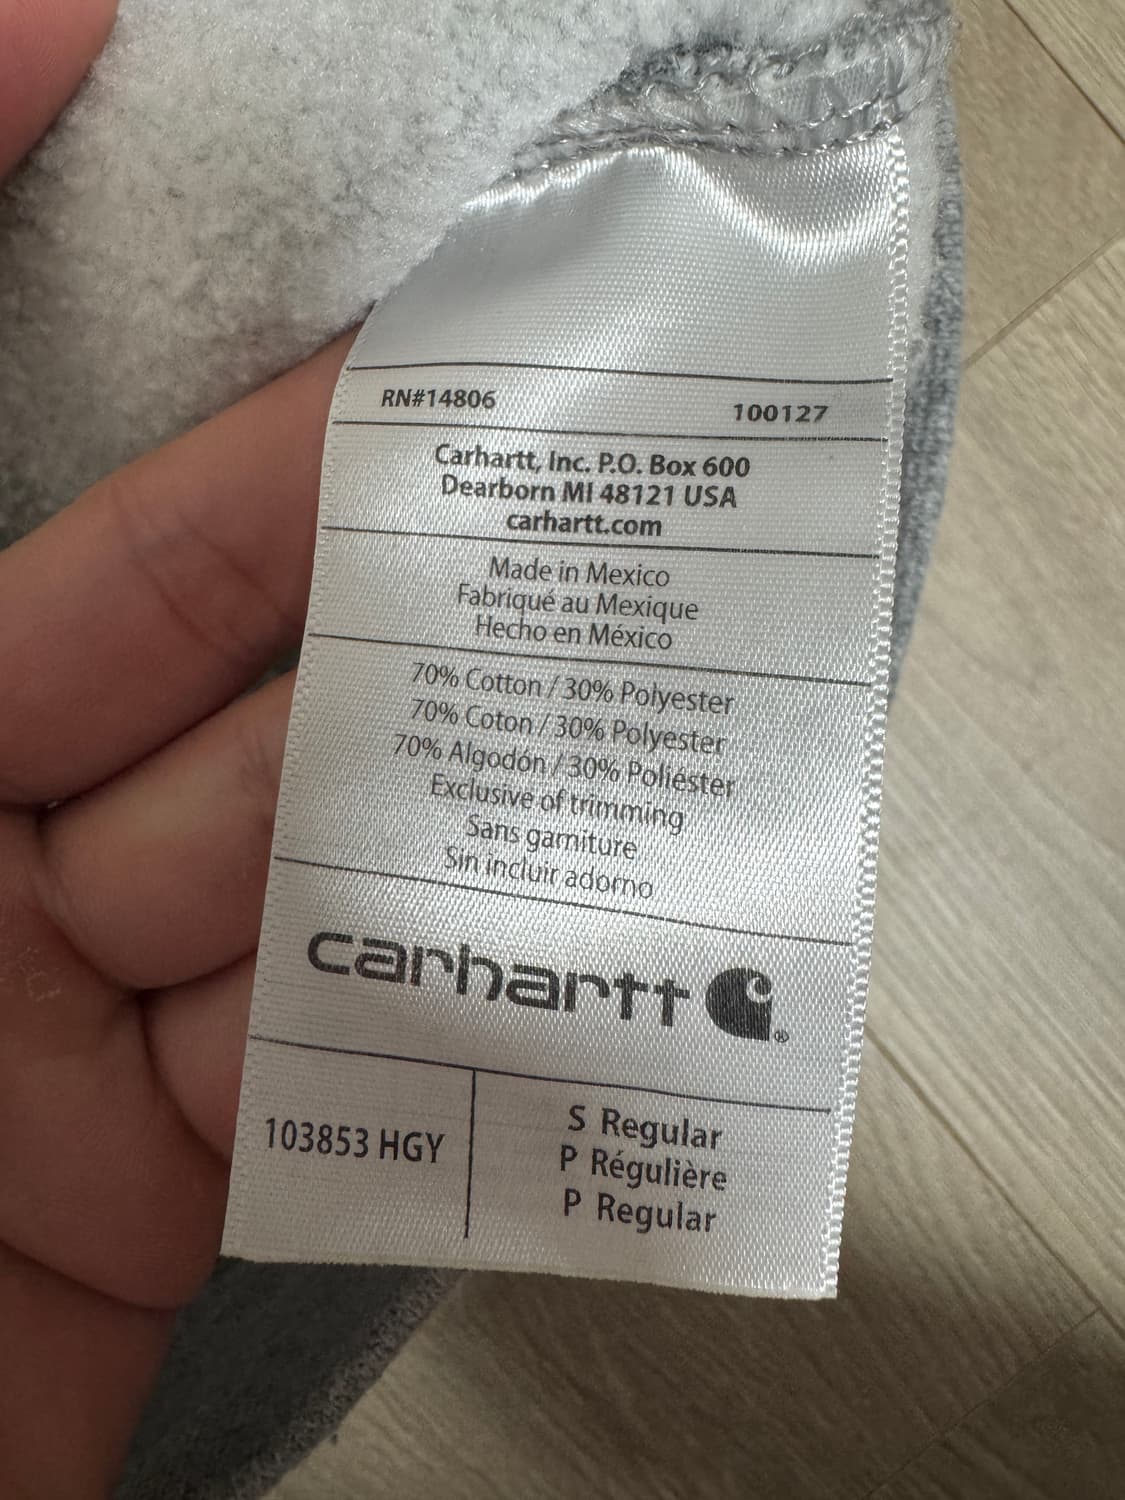 RN#14806 100127
Carhartt, Inc. P.O. Box 600
Dearborn MI 48121 USA
carhartt.com
Made in Mexico
Fabriqué au Mexique
Hecho en México
70% Cotton / 30% Polyester
70% Coton / 30% Polyester
70% Algodón / 30% Poliéster
Exclusive of trimming
Sans garniture
Sin incluir adorno
carhartt ®
103853 HGY
S Regular
P Régulière
P Regular